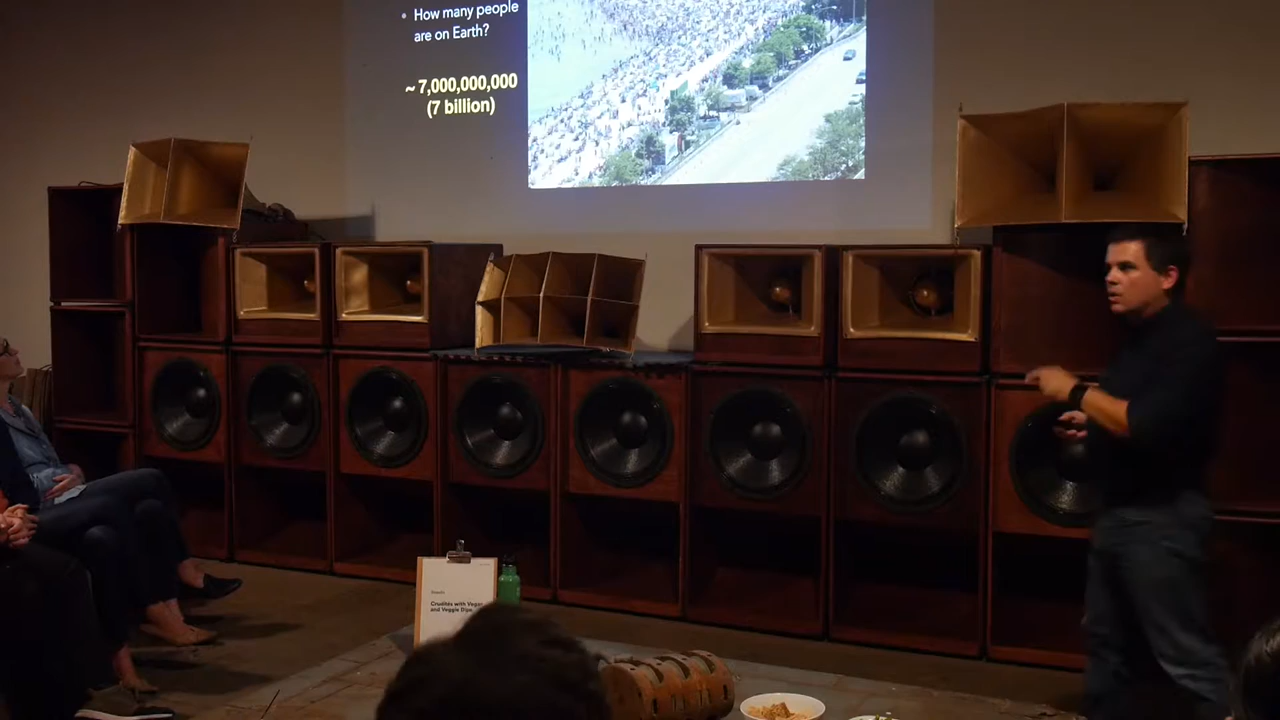 • How many people
are on Earth?
~ 7,000,000,000
(7 billion)
Crudités with Vegan
and Veggie Dips